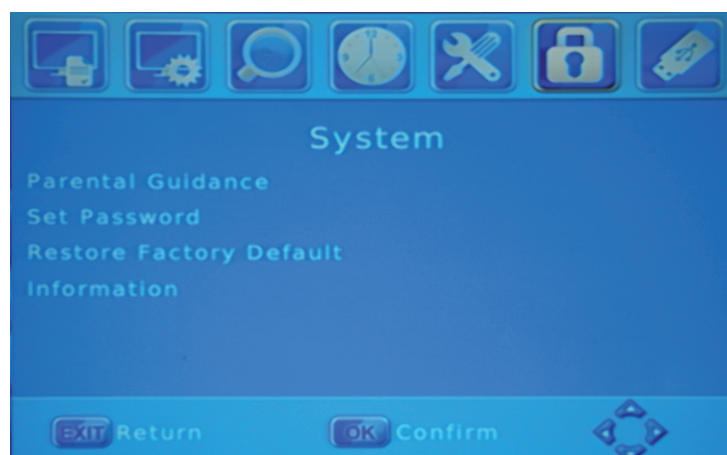 System
Parental Guidance
Set Password
Restore Factory Default
Information
EXIT Return OK Confirm